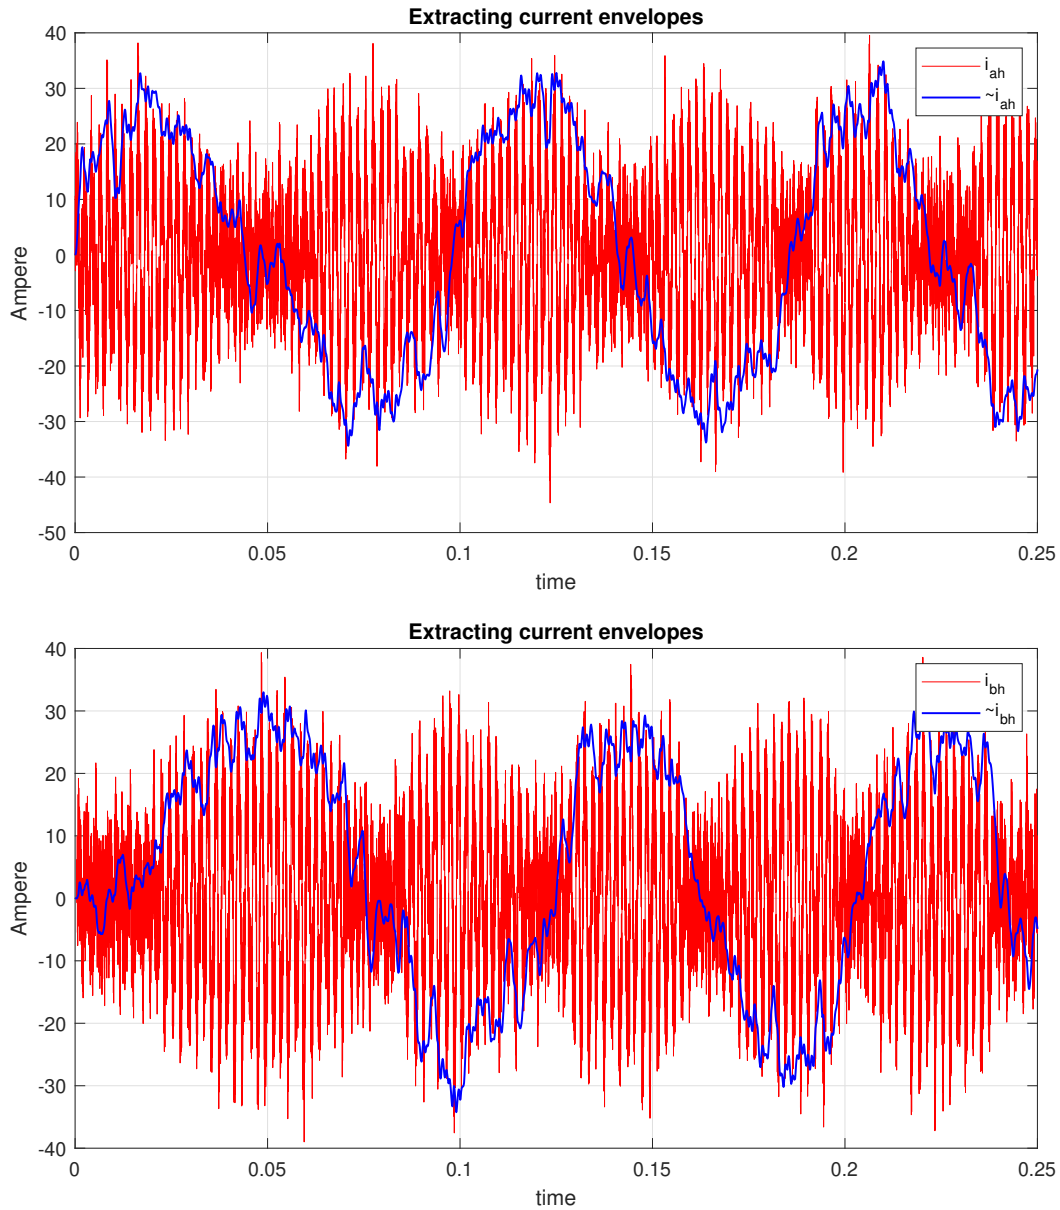 Extracting current envelopes
40
30
20
10
0
-10
-20
-30
-40
-50
Ampere
i_ah
~i_ah
0 0.05 0.1 0.15 0.2 0.25
time
Extracting current envelopes
40
30
20
10
0
-10
-20
-30
-40
Ampere
i_bh
~i_bh
0 0.05 0.1 0.15 0.2 0.25
time